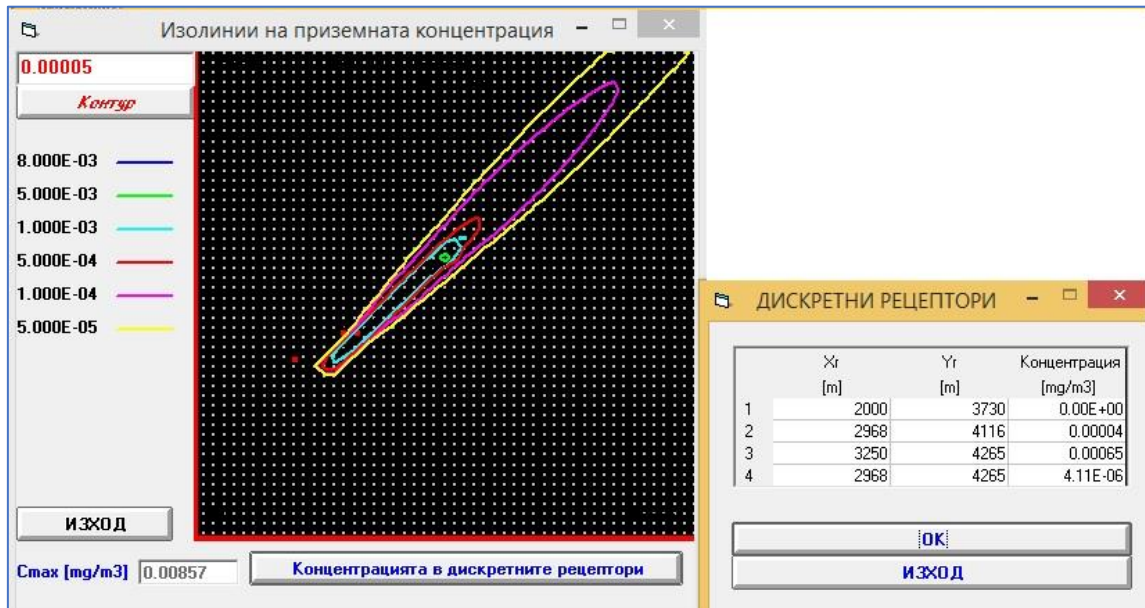 Изолинии на приземната концентрация
0.00005
Контур
8.000E-03
5.000E-03
1.000E-03
5.000E-04
1.000E-04
5.000E-05
ИЗХОД
Cmax [mg/m3] 0.00857 Концентрацията в дискретните рецептори
ДИСКРЕТНИ РЕЦЕПТОРИ
Xr Yr Концентрация
[m] [m] [mg/m3]
1 2000 3730 0.00E+00
2 2968 4116 0.00004
3 3250 4265 0.00065
4 2968 4265 4.11E-06
OK
ИЗХОД